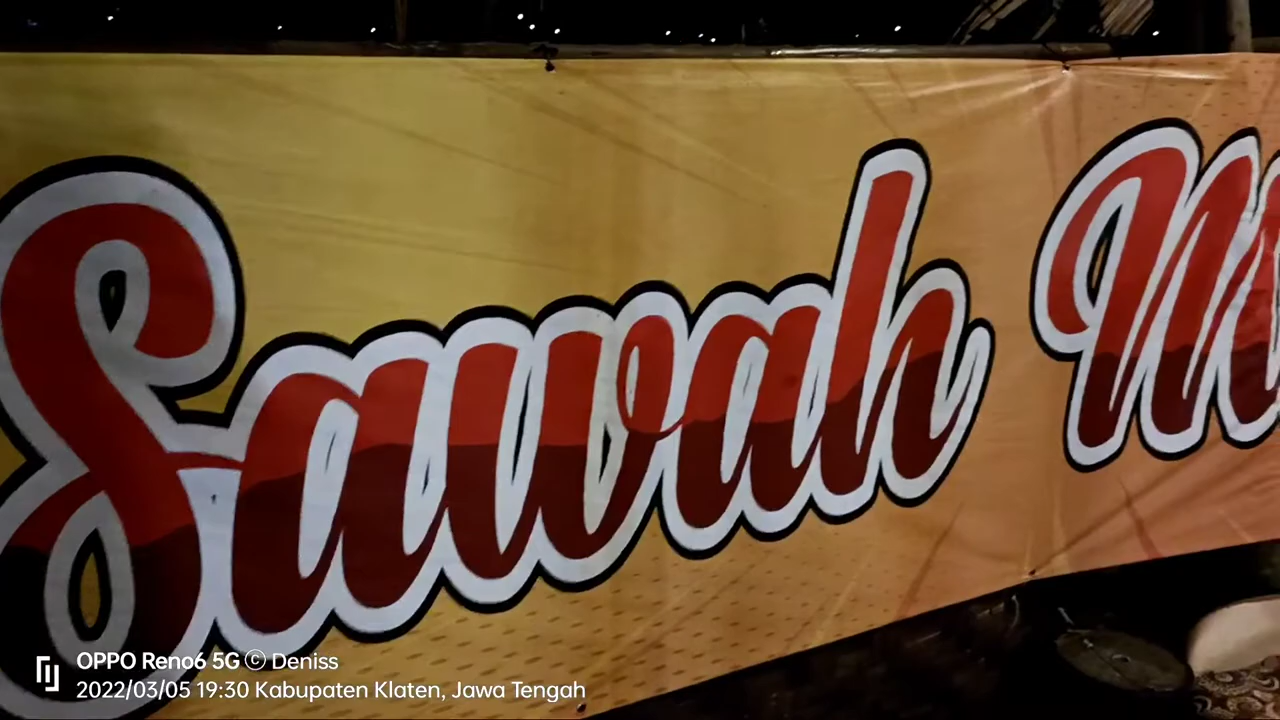 Sawah
OPPO Reno6 5G © Deniss
2022/03/05 19:30 Kabupaten Klaten, Jawa Tengah